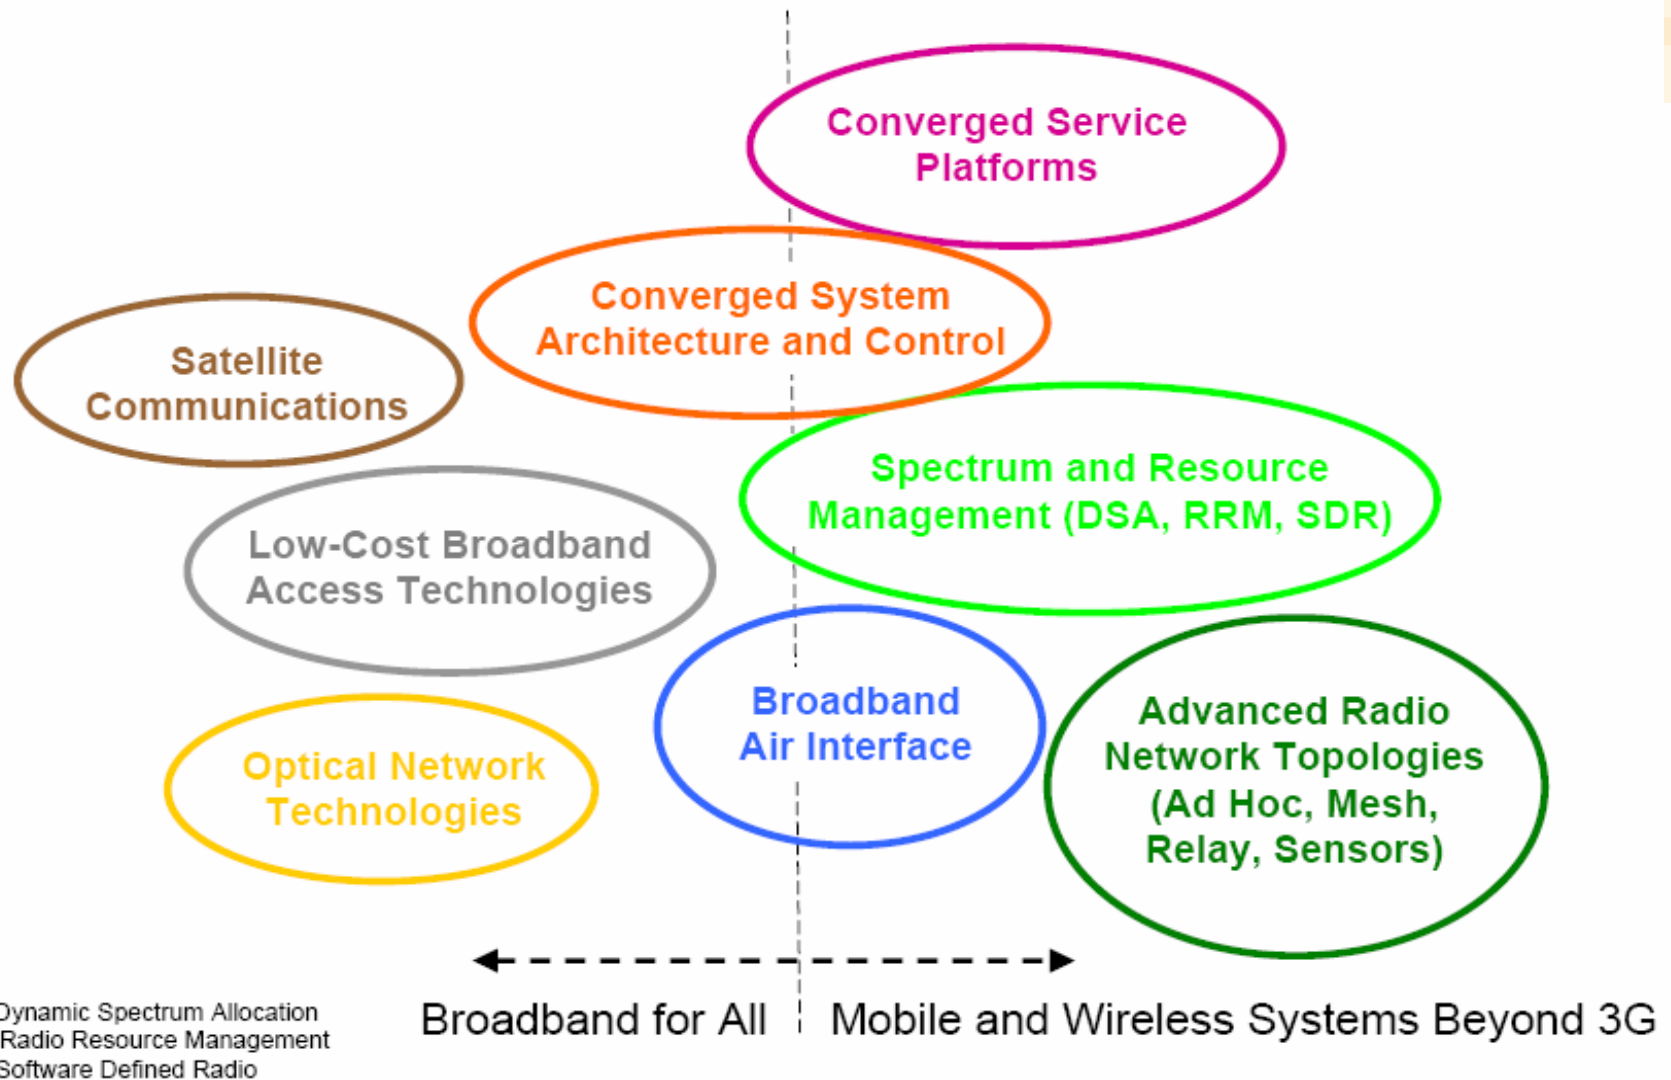 Converged Service
Platforms
Converged System
Architecture and Control
Satellite
Communications
Spectrum and Resource
Management (DSA, RRM, SDR)
Low-Cost Broadband
Access Technologies
Broadband
Air Interface
Advanced Radio
Network Topologies
(Ad Hoc, Mesh,
Relay, Sensors)
Optical Network
Technologies
Broadband for All
Mobile and Wireless Systems Beyond 3G
Dynamic Spectrum Allocation
Radio Resource Management
Software Defined Radio